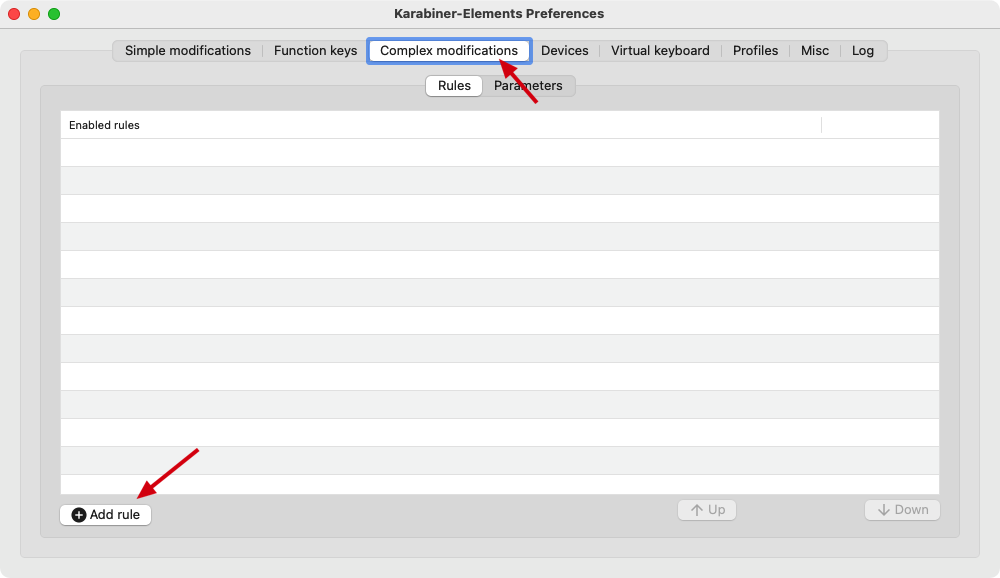 Karabiner-Elements Preferences
Simple modifications Function keys Complex modifications Devices Virtual keyboard Profiles Misc Log
Rules Parameters
Enabled rules
Add rule Up Down